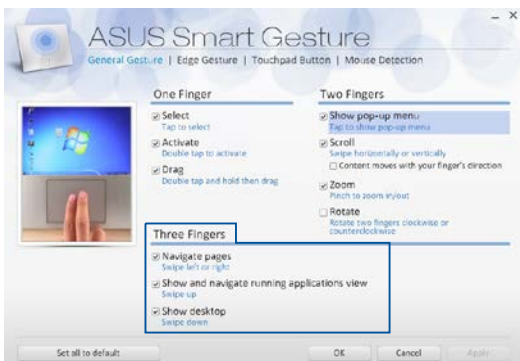 ASUS Smart Gesture
General Gesture | Edge Gesture | Touchpad Button | Mouse Detection
One Finger
Select
Tap to select
Activate
Double tap to activate
Drag
Double tap and hold then drag
Two Fingers
Show pop-up menu
Tap to show pop-up menu
Scroll
Swipe horizontally or vertically
Content moves with your finger's direction
Zoom
Pinch to zoom in/out
Rotate
Rotate two fingers clockwise or
counterclockwise
Three Fingers
Navigate pages
Swipe left or right
Show and navigate running applications view
Swipe up
Show desktop
Swipe down
Set all to default
OK
Cancel
Apply